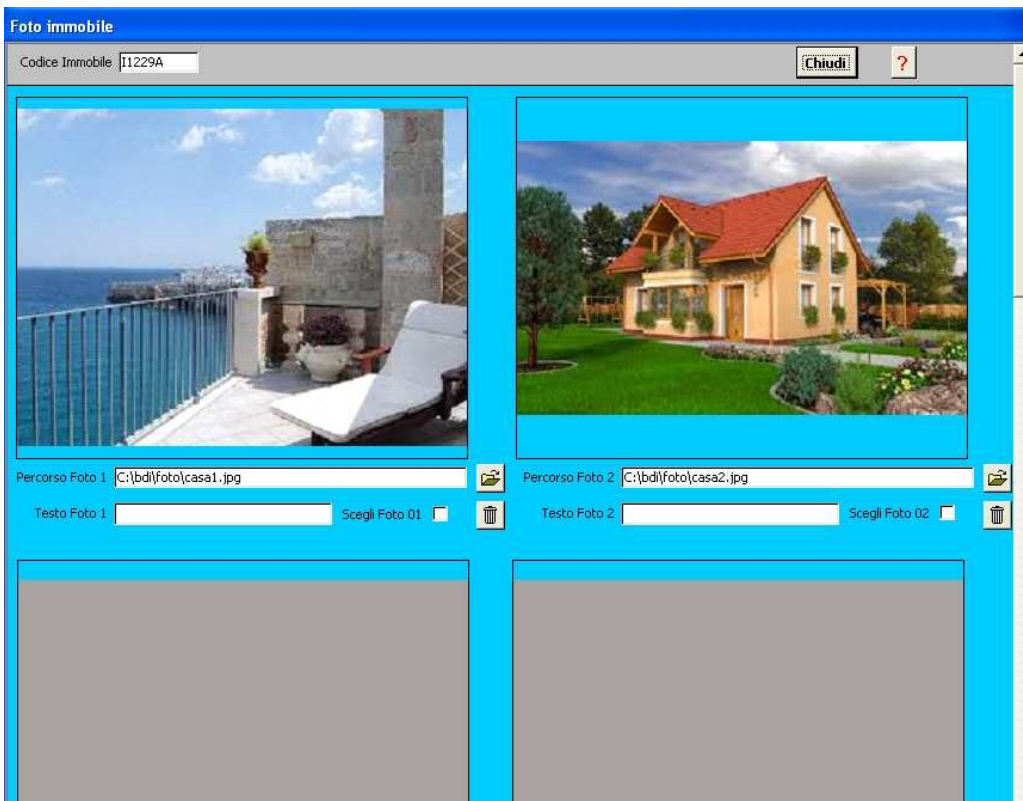 Foto immobile
Codice Immobile I1229A Chiudi ?
Percorso Foto 1 C:\bdi\foto\casa1.jpg Percorso Foto 2 C:\bdi\foto\casa2.jpg
Testo Foto 1 Scegli Foto 01 Testo Foto 2 Scegli Foto 02